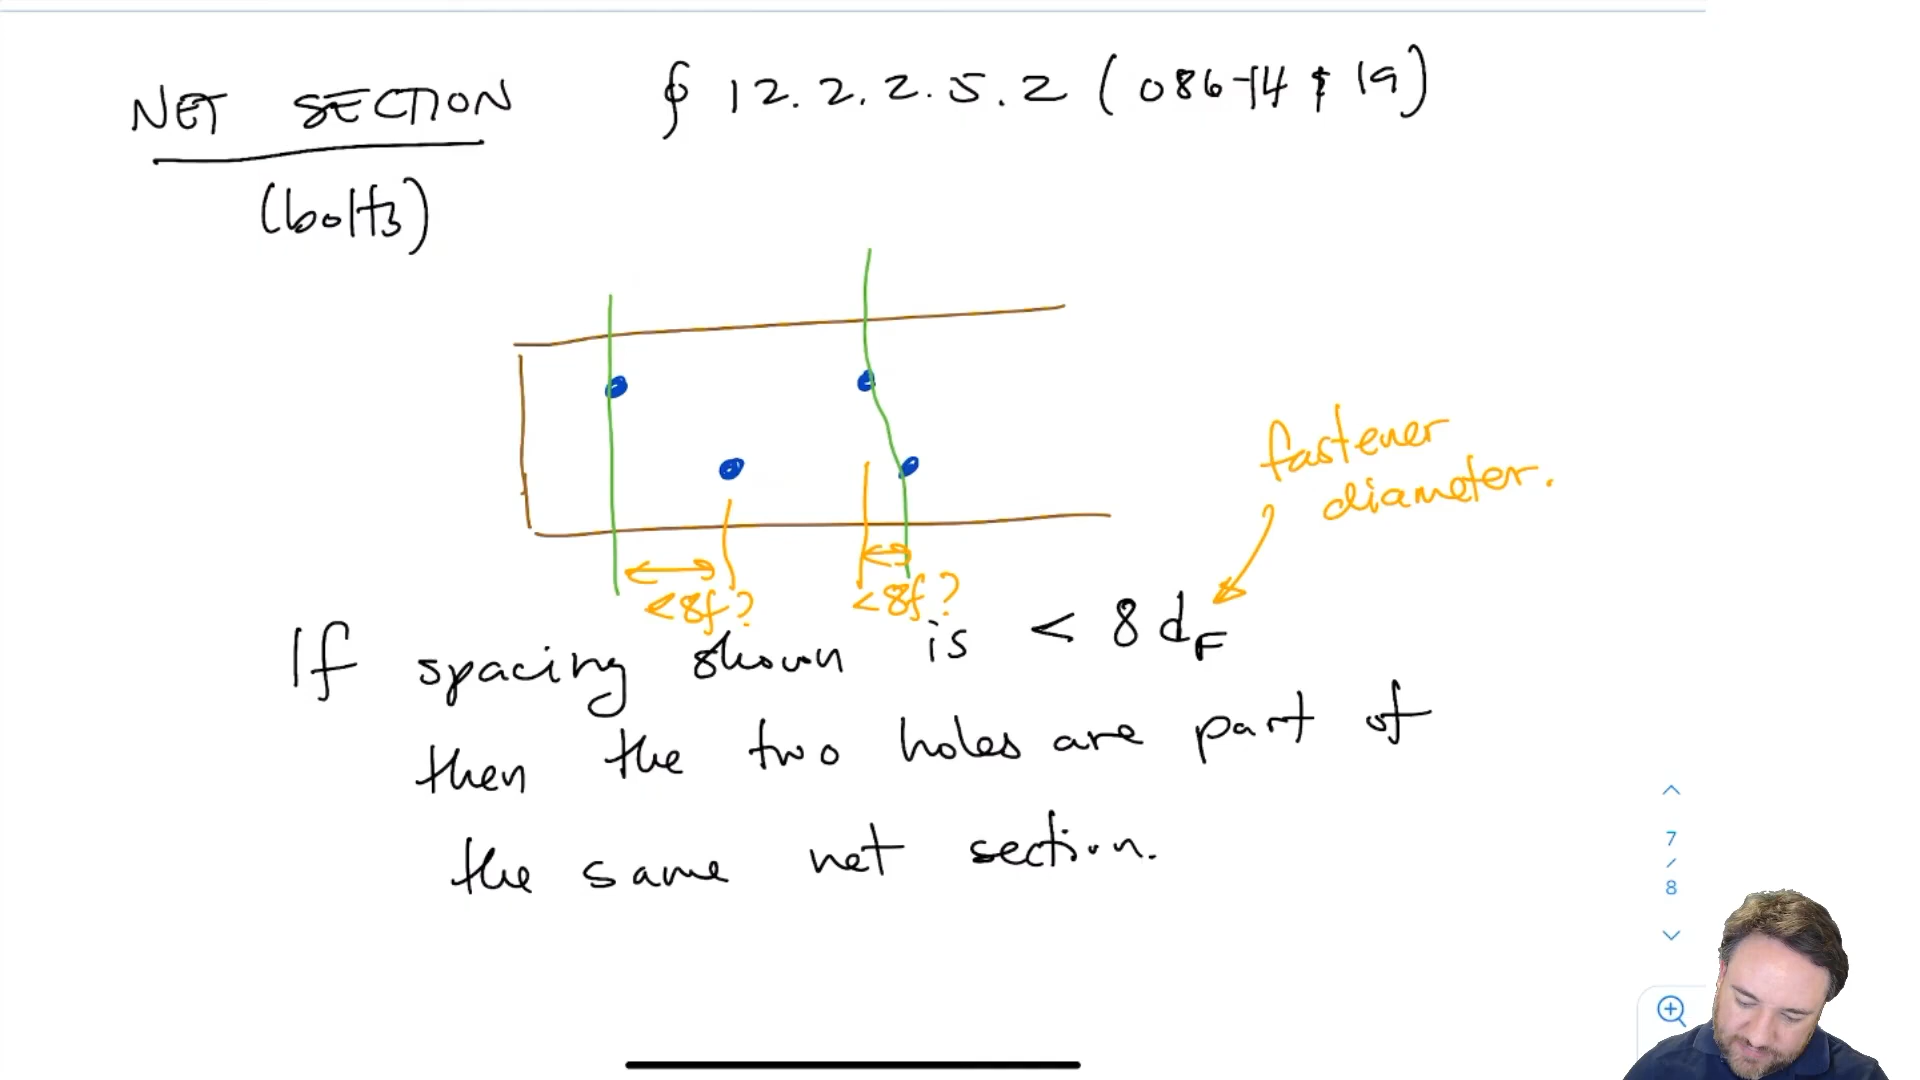 NET SECTION § 12.2.2.5.2 (086-14 & 19)
(bolts)
fastener
diameter.
<8f? <8f?
If spacing shown is < 8 dF
then the two holes are part of
the same net section.
7
/
8